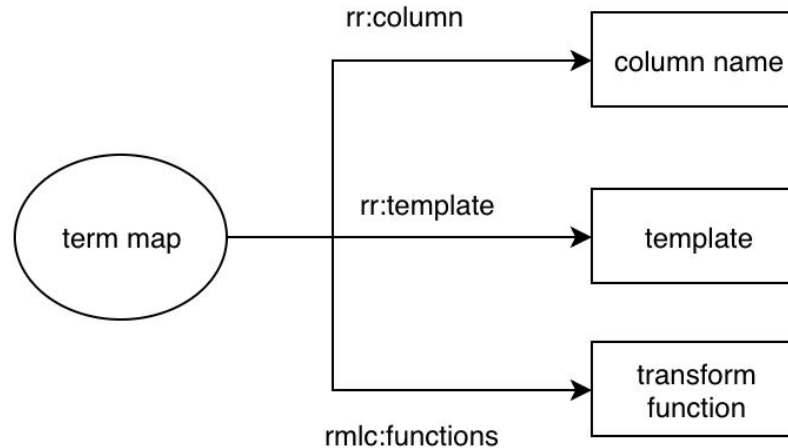 rr:column
column name
term map
rr:template
template
transform
function
rmlc:functions